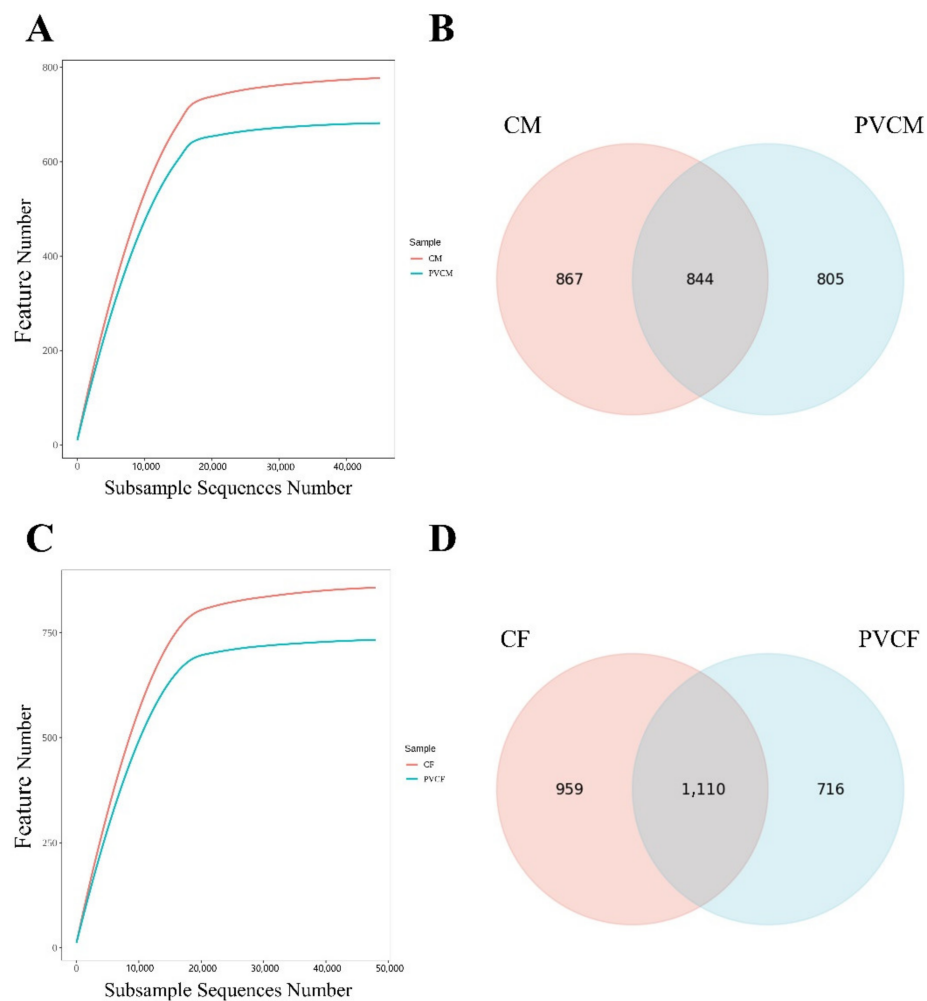 A
B
800
600
400
200
0
Feature Number
0 10,000 20,000 30,000 40,000
Subsample Sequences Number
Sample
CM
PVCM
CM
PVCM
867
844
805
C
D
750
500
250
0
Feature Number
0 10,000 20,000 30,000 40,000 50,000
Subsample Sequences Number
Sample
CF
PVCF
CF
PVCF
959
1,110
716